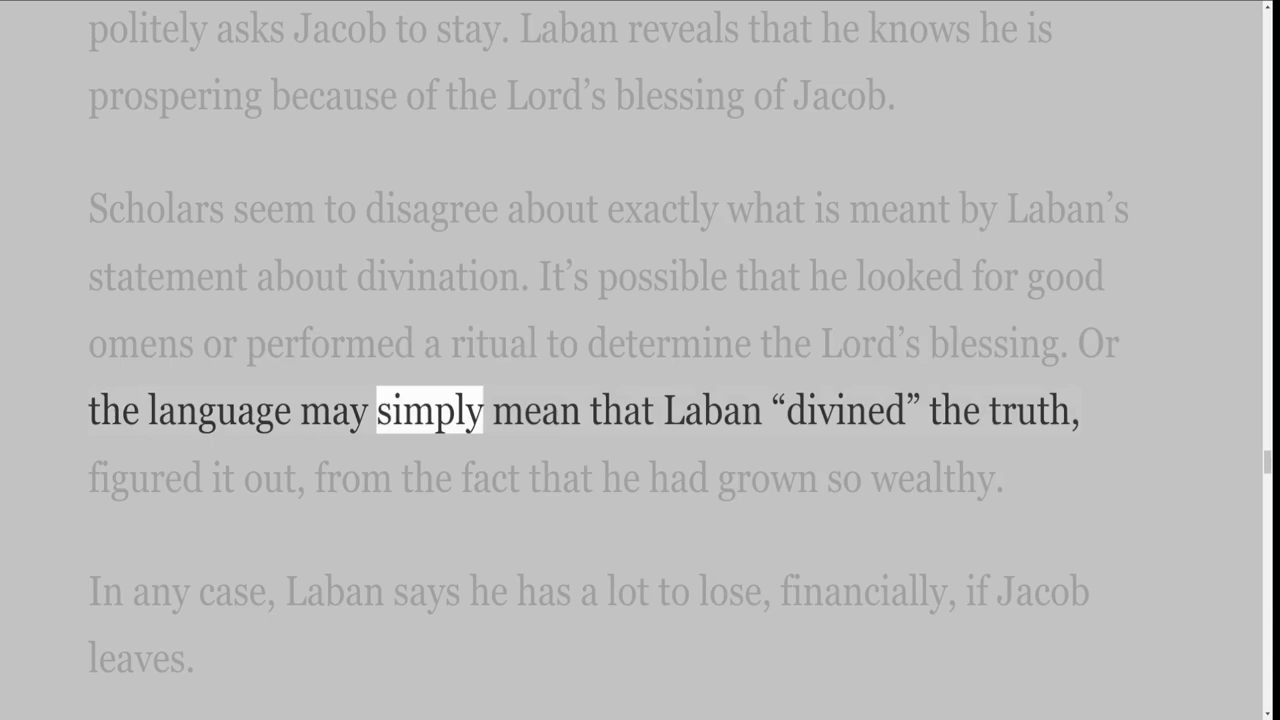 politely asks Jacob to stay. Laban reveals that he knows he is
prospering because of the Lord’s blessing of Jacob.
Scholars seem to disagree about exactly what is meant by Laban’s
statement about divination. It’s possible that he looked for good
omens or performed a ritual to determine the Lord’s blessing. Or
the language may simply mean that Laban “divined” the truth,
figured it out, from the fact that he had grown so wealthy.
In any case, Laban says he has a lot to lose, financially, if Jacob
leaves.